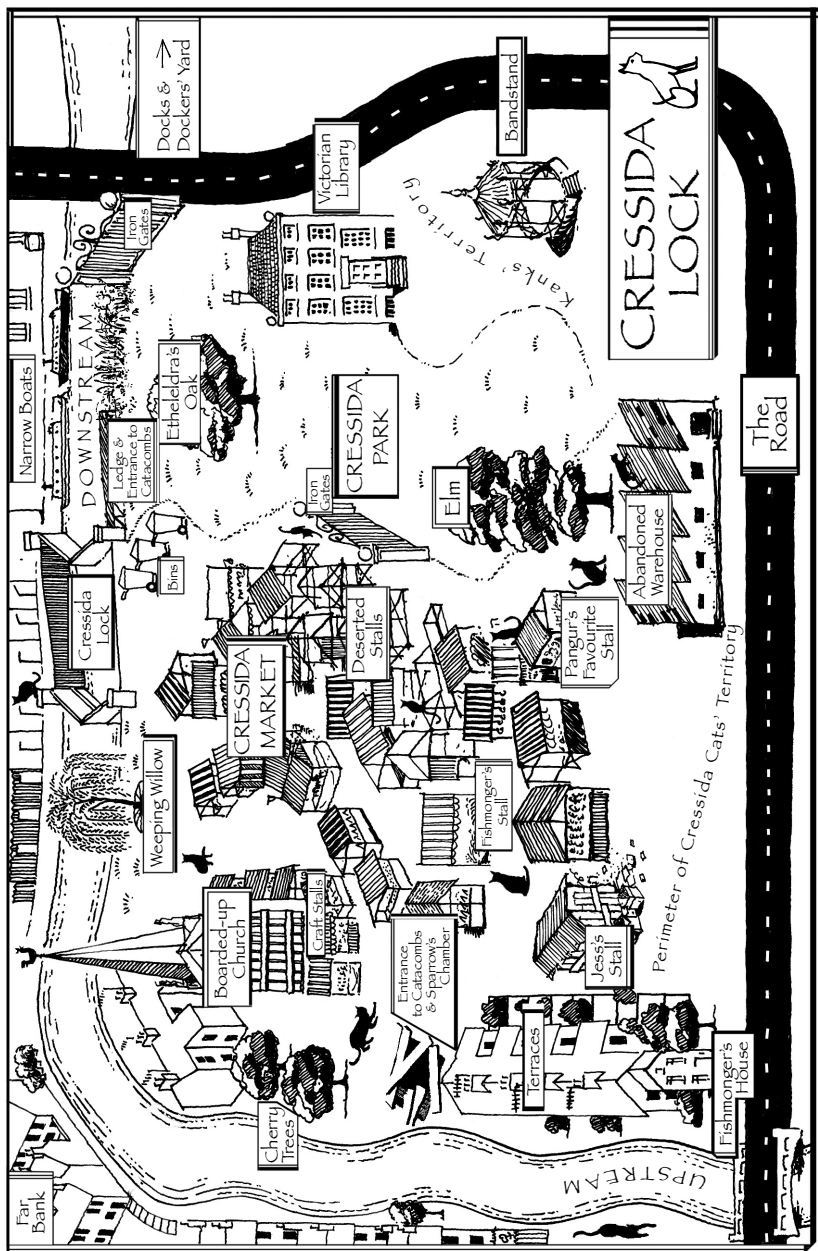 Far
Bank
Narrow Boats
DOWNSTREAM
Docks & →
Dockers' Yard
Cressida
Lock
Ledge &
Entrance to
Catacombs
Iron
Gates
Weeping Willow
Bins
Etheleldra's
Oak
Boarded-up
Church
CRESSIDA
MARKET
Cherry
Trees
Craft Stalls
Iron
Gates
Victorian
Library
Deserted
Stalls
CRESSIDA
PARK
Entrance
to Catacombs
& Sparrow's
Chamber
Elm
Kanks' Territory
Fishmonger's
Stall
Bandstand
Terraces
Pangur's
Favourite
Stall
Jess's
Stall
UPSTREAM
Abandoned
Warehouse
CRESSIDA
LOCK
Perimeter of Cressida Cats' Territory
Fishmonger's
House
The
Road